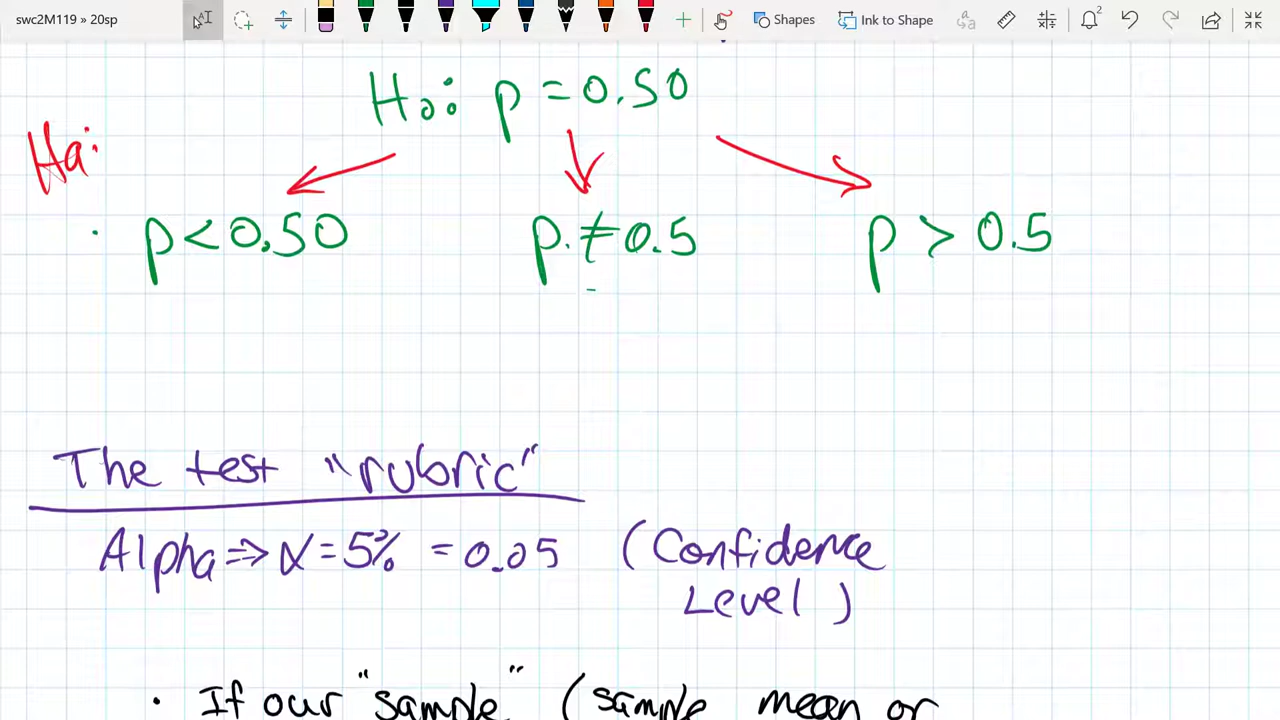 swc2M119 » 20sp
Shapes
Ink to Shape
2
Ho: p = 0.50
Ha:
p < 0.50
p ≠ 0.5
p > 0.5
The test "rubric"
Alpha => α = 5% = 0.05 (Confidence
Level)
• If our "sample" (sample mean or